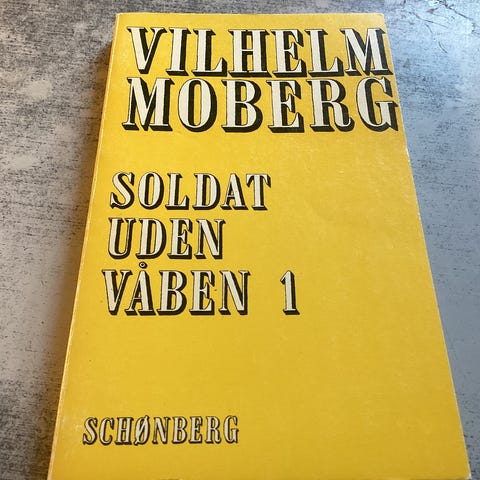 VILHELM
MOBERG
SOLDAT
UDEN
VÅBEN 1
SCHØNBERG